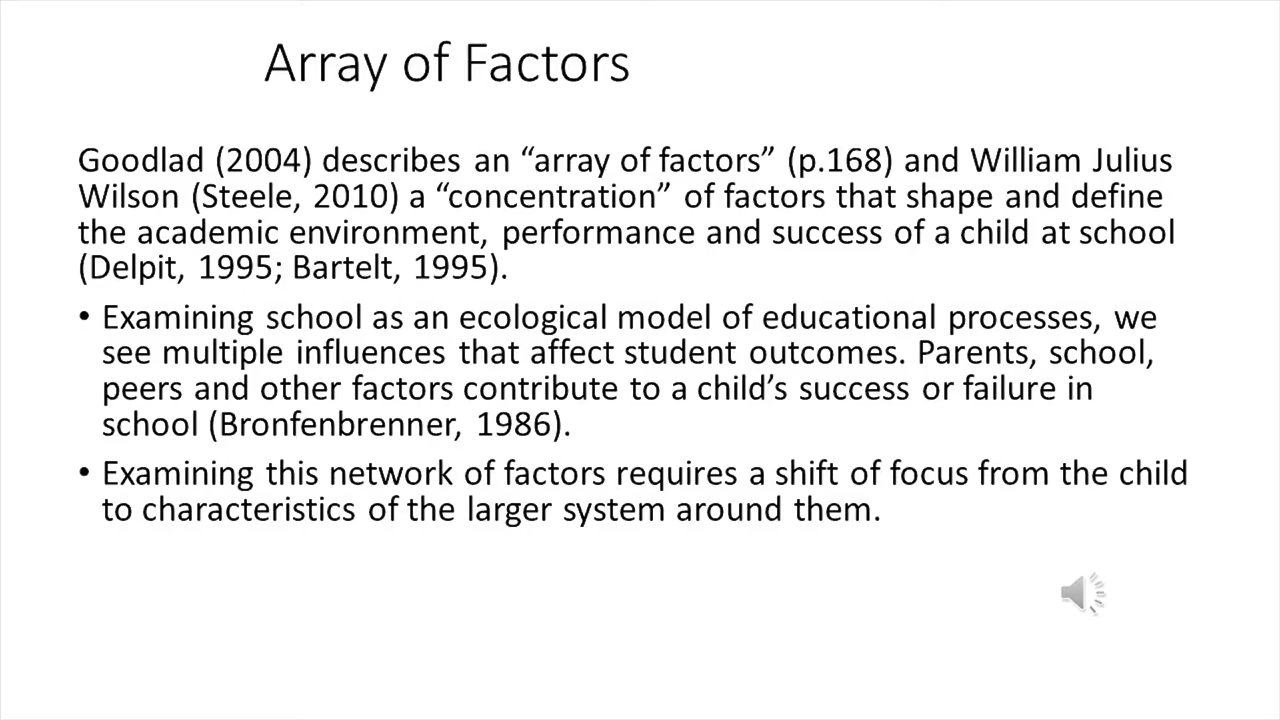 Array of Factors
Goodlad (2004) describes an “array of factors” (p.168) and William Julius
Wilson (Steele, 2010) a “concentration” of factors that shape and define
the academic environment, performance and success of a child at school
(Delpit, 1995; Bartelt, 1995).
• Examining school as an ecological model of educational processes, we
see multiple influences that affect student outcomes. Parents, school,
peers and other factors contribute to a child’s success or failure in
school (Bronfenbrenner, 1986).
• Examining this network of factors requires a shift of focus from the child
to characteristics of the larger system around them.